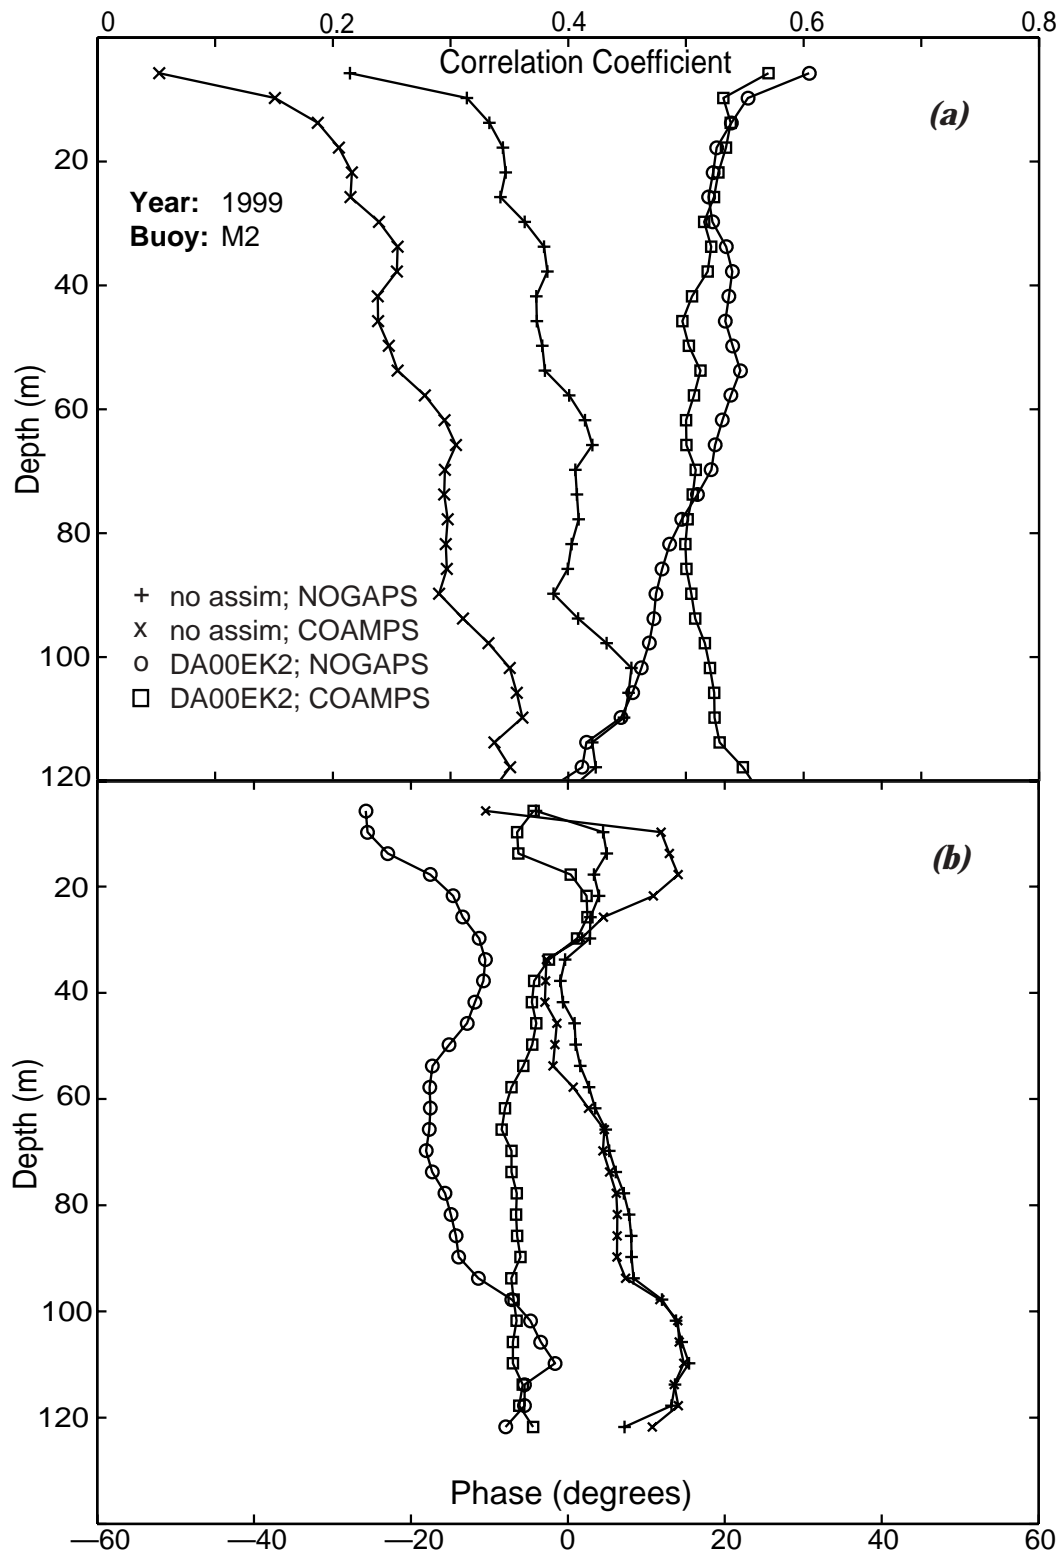 0 0.2 0.4 0.6 0.8
Correlation Coefficient
(a)
20
Year: 1999
Buoy: M2
40
Depth (m)
60
80
+ no assim; NOGAPS
x no assim; COAMPS
o DA00EK2; NOGAPS
□ DA00EK2; COAMPS
100
120
(b)
20
40
Depth (m)
60
80
100
120
Phase (degrees)
—60 —40 —20 0 20 40 60